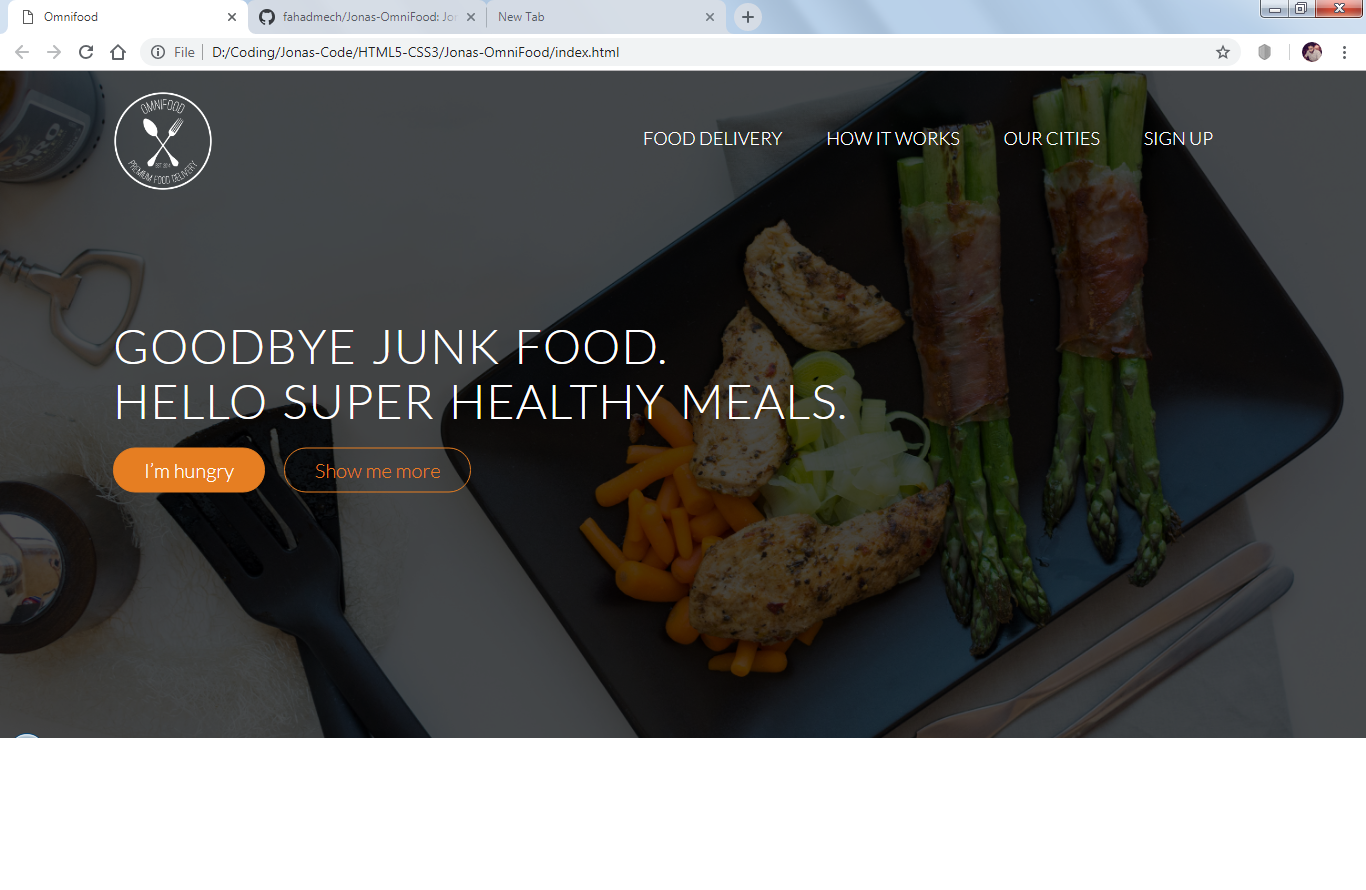 Omnifood
fahadmech/Jonas-OmniFood: Jo
New Tab
File
D:/Coding/Jonas-Code/HTML5-CSS3/Jonas-OmniFood/index.html
OMNIFOOD
PREMIUM FOOD DELIVERY
FOOD DELIVERY HOW IT WORKS OUR CITIES SIGN UP
GOODBYE JUNK FOOD.
HELLO SUPER HEALTHY MEALS.
I'm hungry Show me more